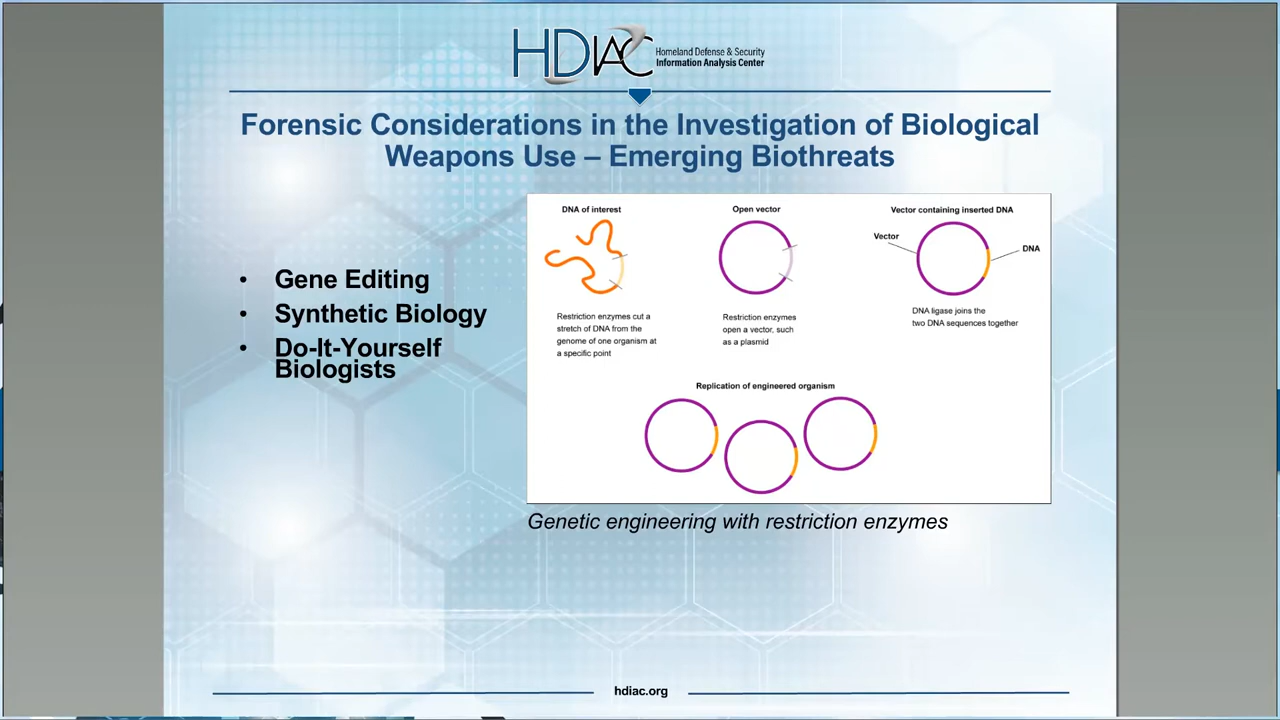 HDIAC Homeland Defense & Security
Information Analysis Center
Forensic Considerations in the Investigation of Biological
Weapons Use – Emerging Biothreats
• Gene Editing
• Synthetic Biology
• Do-It-Yourself
Biologists
DNA of interest
Restriction enzymes cut a
stretch of DNA from the
genome of one organism at
a specific point
Open vector
Restriction enzymes
open a vector, such
as a plasmid
Vector containing inserted DNA
Vector
DNA
DNA ligase joins the
two DNA sequences together
Replication of engineered organism
Genetic engineering with restriction enzymes
hdiac.org